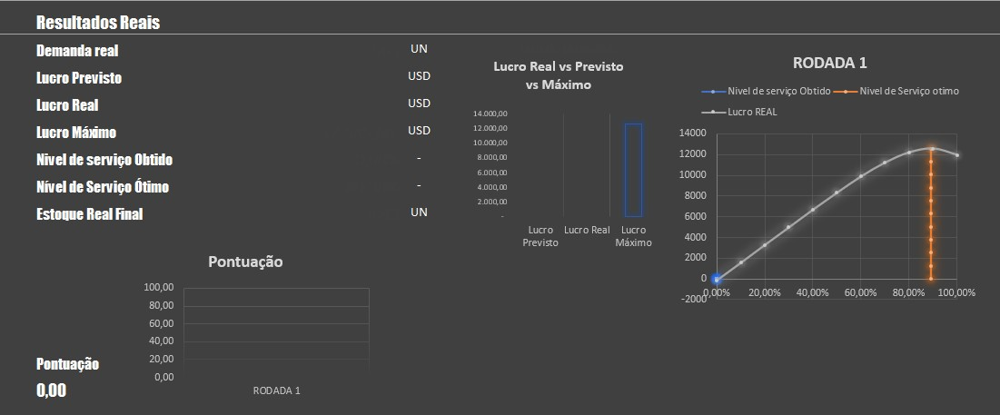 Resultados Reais
Demanda real UN
Lucro Previsto USD
Lucro Real USD
Lucro Máximo USD
Nivel de serviço Obtido -
Nível de Serviço Ótimo -
Estoque Real Final UN
Lucro Real vs Previsto
vs Máximo
14.000,00
12.000,00
10.000,00
8.000,00
6.000,00
4.000,00
2.000,00
-
Lucro Previsto
Lucro Real
Lucro Máximo
RODADA 1
Nivel de serviço Obtido
Nivel de Serviço otimo
Lucro REAL
14000
12000
10000
8000
6000
4000
2000
0
-2000
0,00% 20,00% 40,00% 60,00% 80,00% 100,00%
Pontuação
100,00
80,00
60,00
40,00
20,00
0,00
RODADA 1
Pontuação
0,00